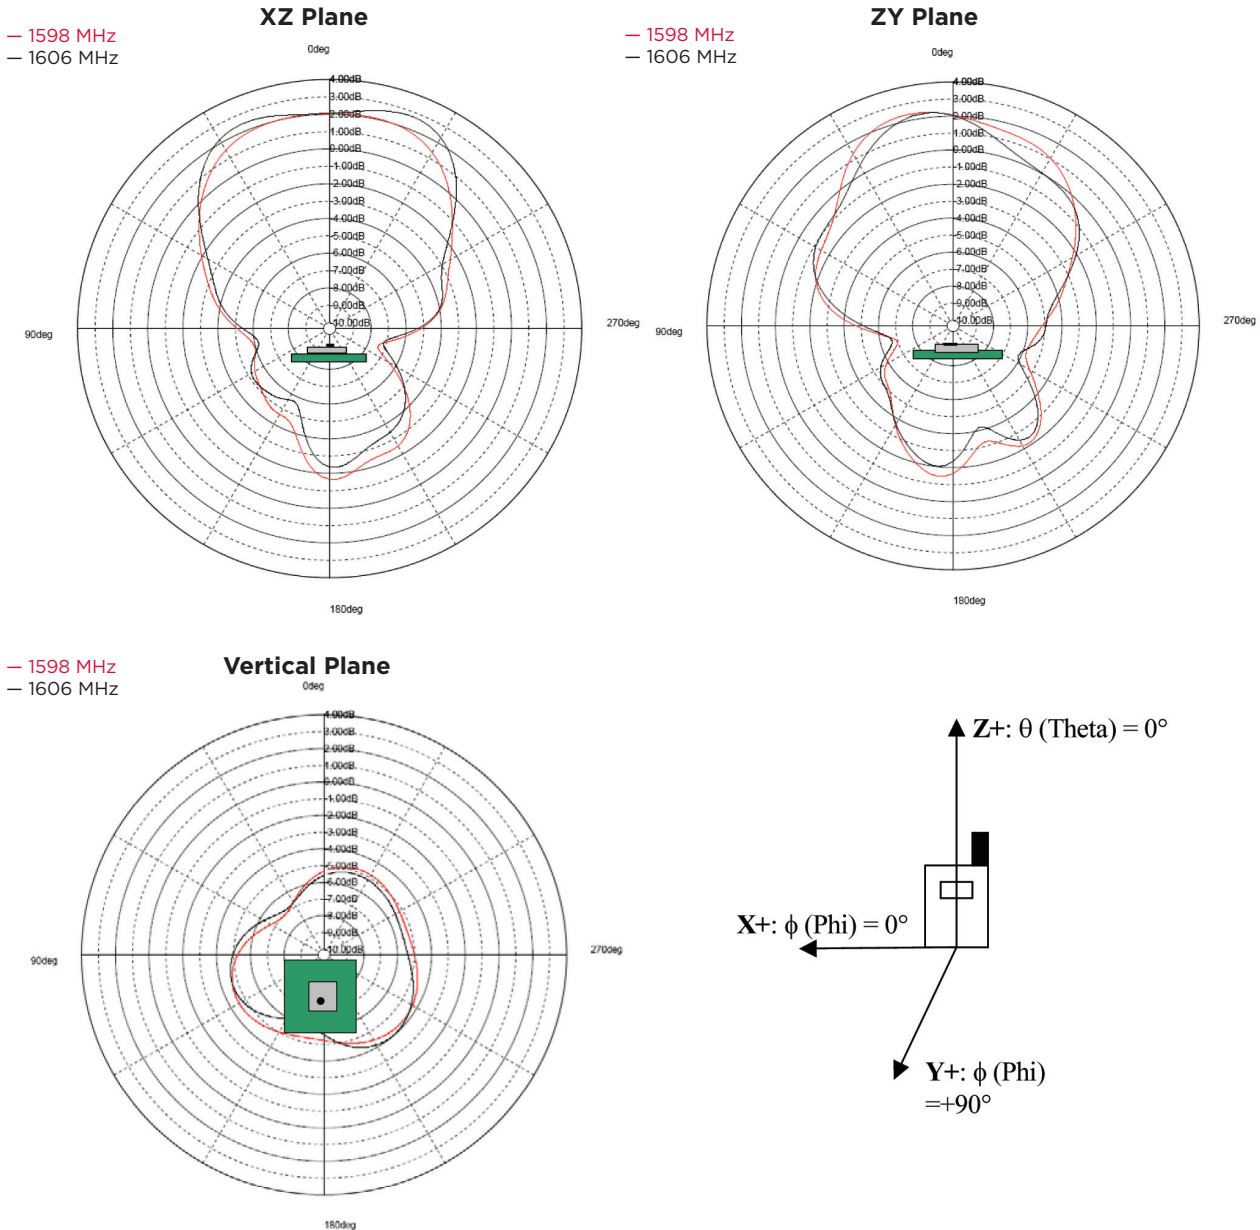 XZ Plane
— 1598 MHz
— 1606 MHz
0deg
4.00dB
3.00dB
2.00dB
1.00dB
0.00dB
-1.00dB
-2.00dB
-3.00dB
-4.00dB
-5.00dB
-6.00dB
-7.00dB
-8.00dB
-9.00dB
-10.00dB
90deg
270deg
180deg
ZY Plane
— 1598 MHz
— 1606 MHz
0deg
4.00dB
3.00dB
2.00dB
1.00dB
0.00dB
-1.00dB
-2.00dB
-3.00dB
-4.00dB
-5.00dB
-6.00dB
-7.00dB
-8.00dB
-9.00dB
-10.00dB
90deg
270deg
180deg
Vertical Plane
— 1598 MHz
— 1606 MHz
0deg
4.00dB
3.00dB
2.00dB
1.00dB
0.00dB
-1.00dB
-2.00dB
-3.00dB
-4.00dB
-5.00dB
-6.00dB
-7.00dB
-8.00dB
-9.00dB
-10.00dB
90deg
270deg
180deg
Z+: θ (Theta) = 0°
X+: ϕ (Phi) = 0°
Y+: ϕ (Phi)
=+90°